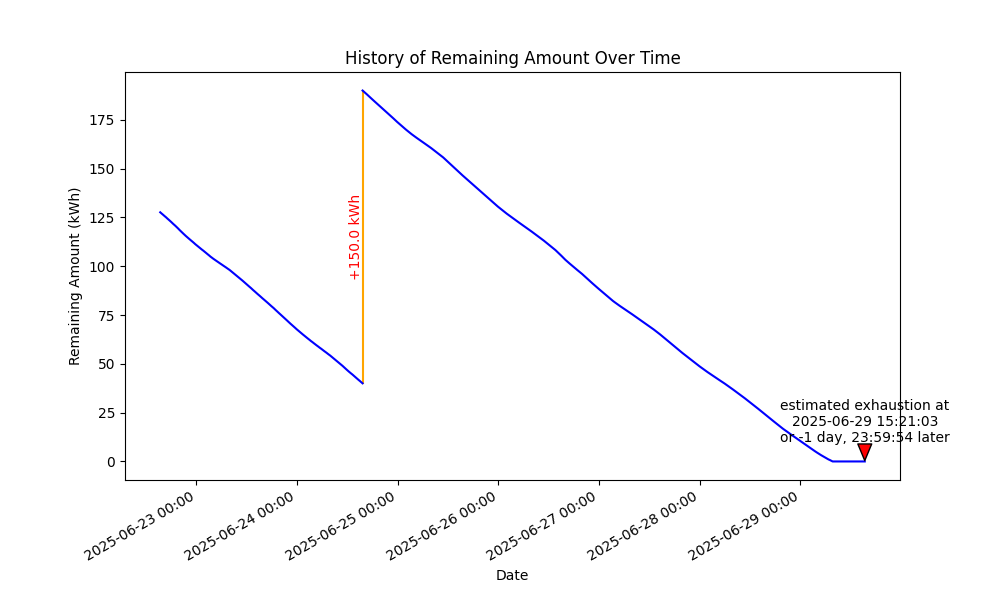 History of Remaining Amount Over Time
Remaining Amount (kWh)
175
150
125
100
75
50
25
0
+150.0 kWh
estimated exhaustion at
2025-06-29 15:21:03
or -1 day, 23:59:54 later
2025-06-23 00:00
2025-06-24 00:00
2025-06-25 00:00
2025-06-26 00:00
2025-06-27 00:00
2025-06-28 00:00
2025-06-29 00:00
Date